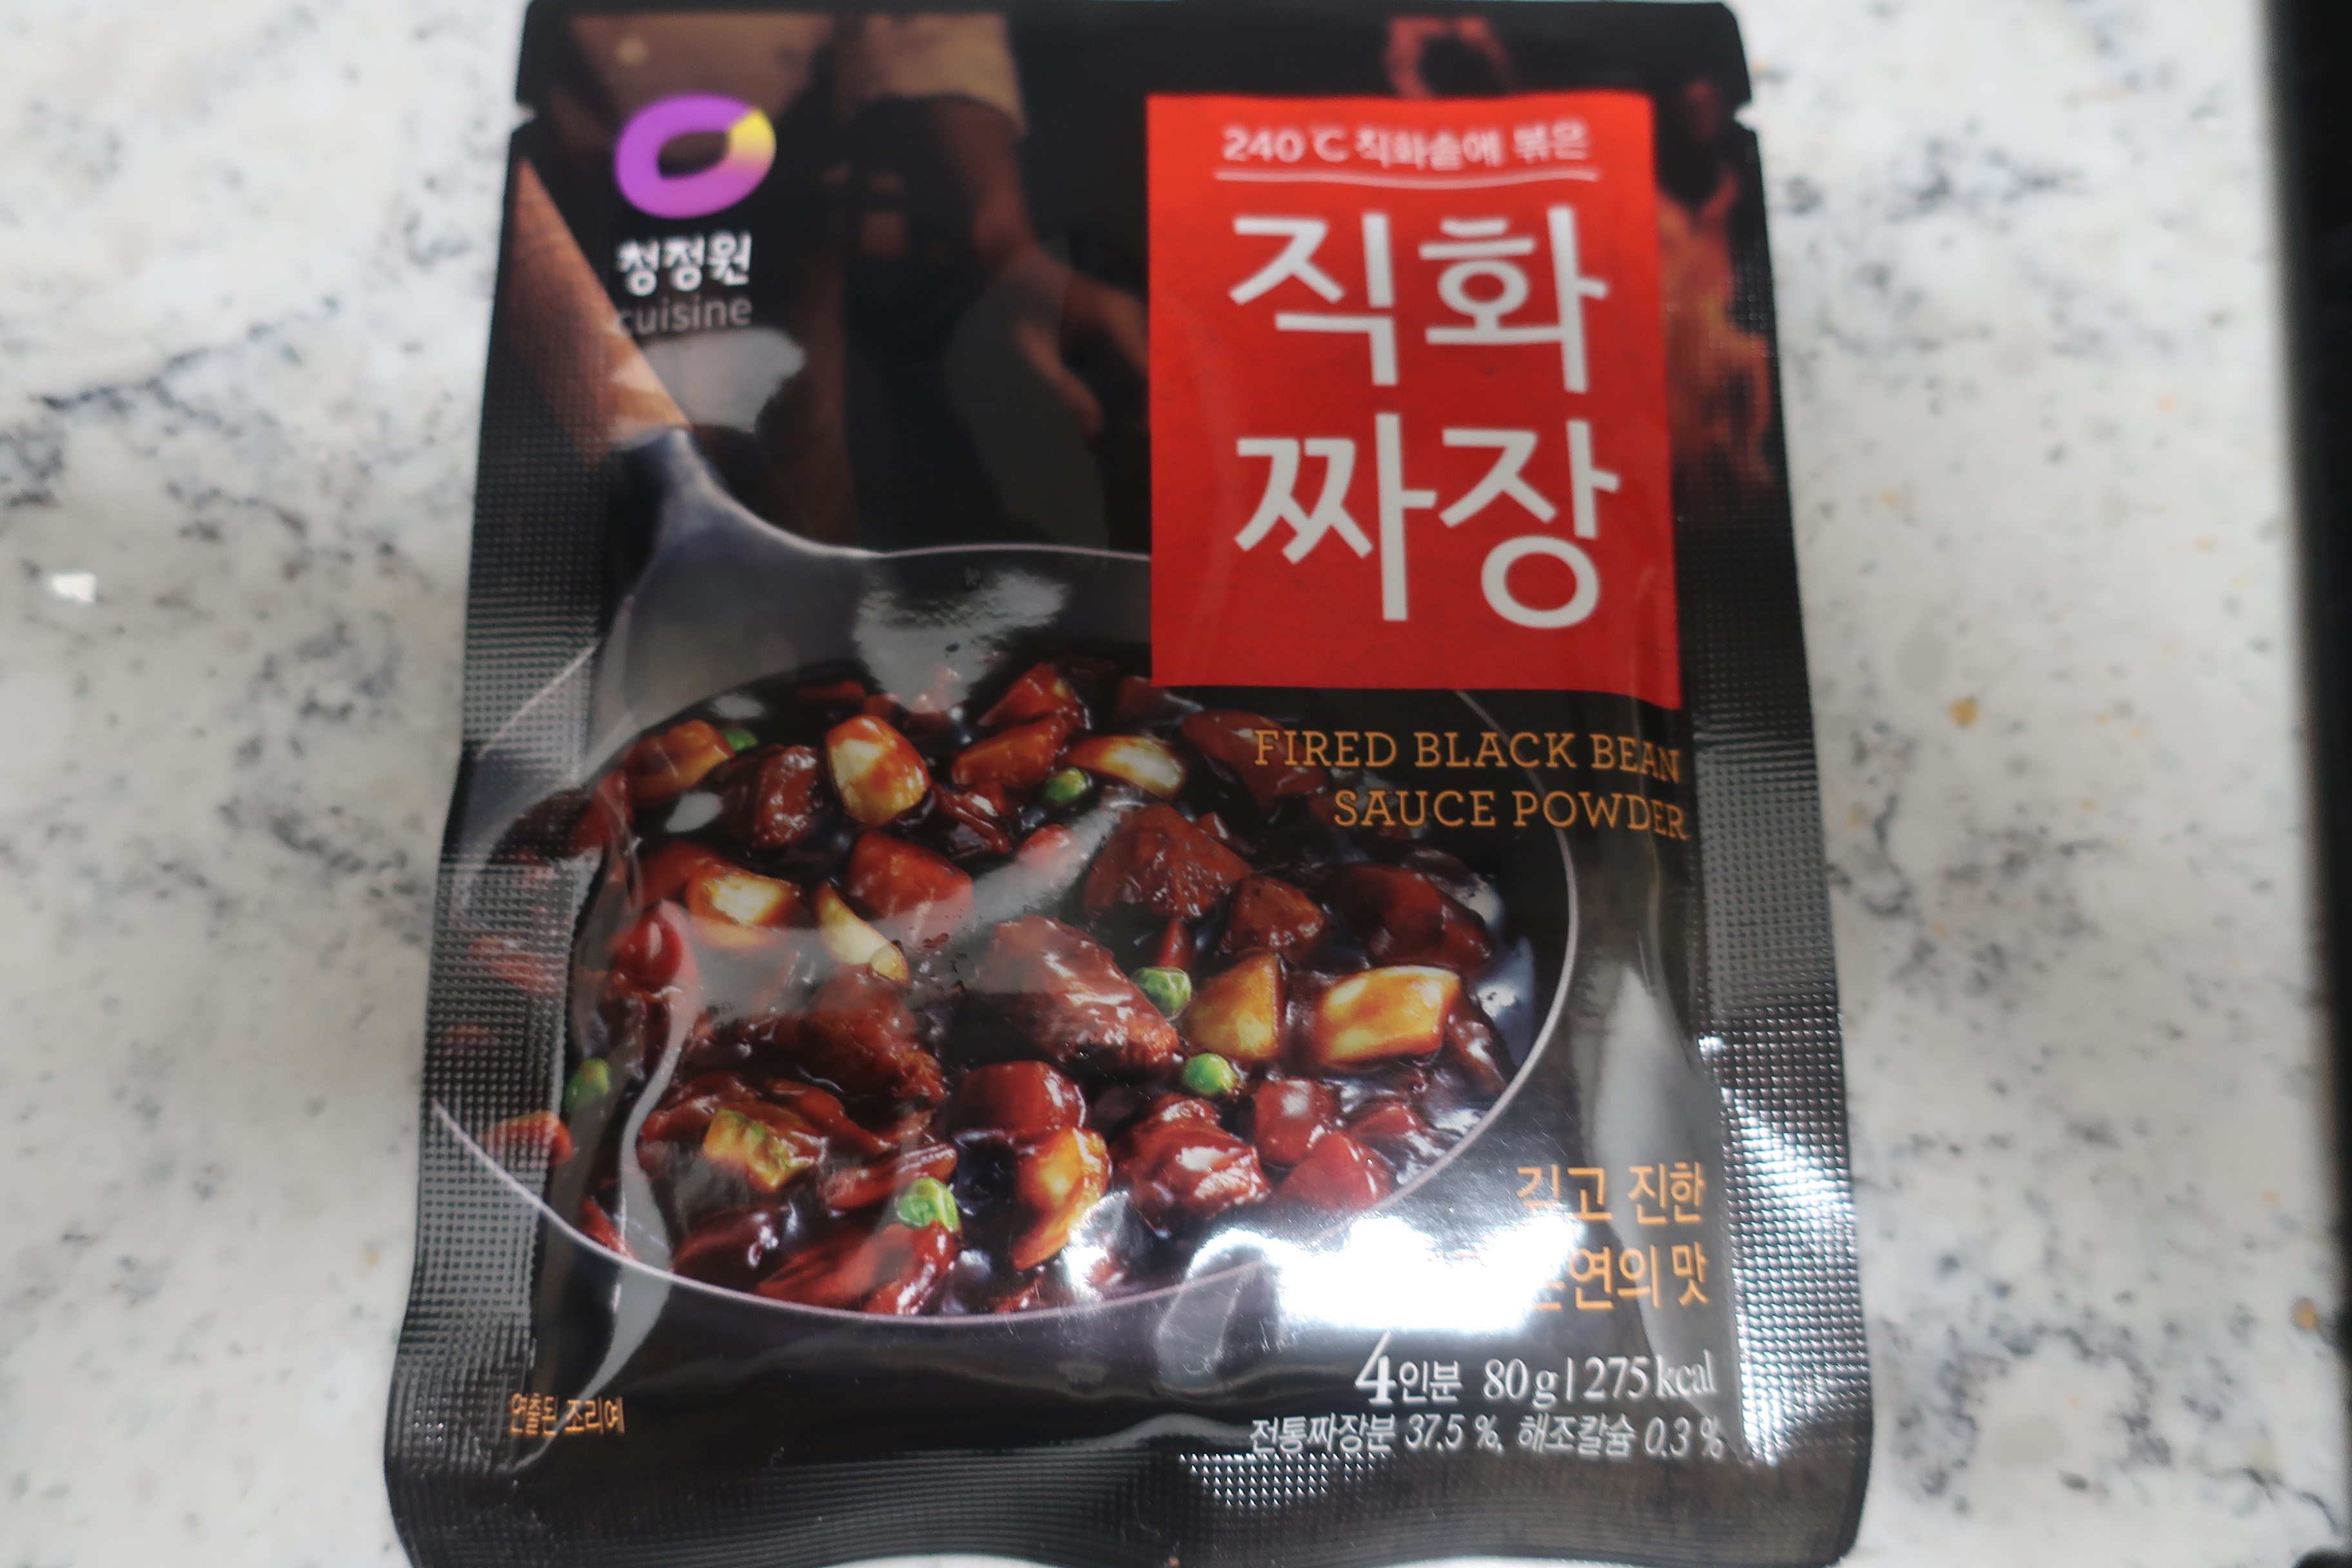 청정원
cuisine
240℃ 직화솥에 볶은
직화
짜장
FIRED BLACK BEAN
SAUCE POWDER
깊고 진한
맛
4인분 80g | 275kcal
전통짜장분 37.5 %, 해조칼슘 0.3 %
연출된 조리예